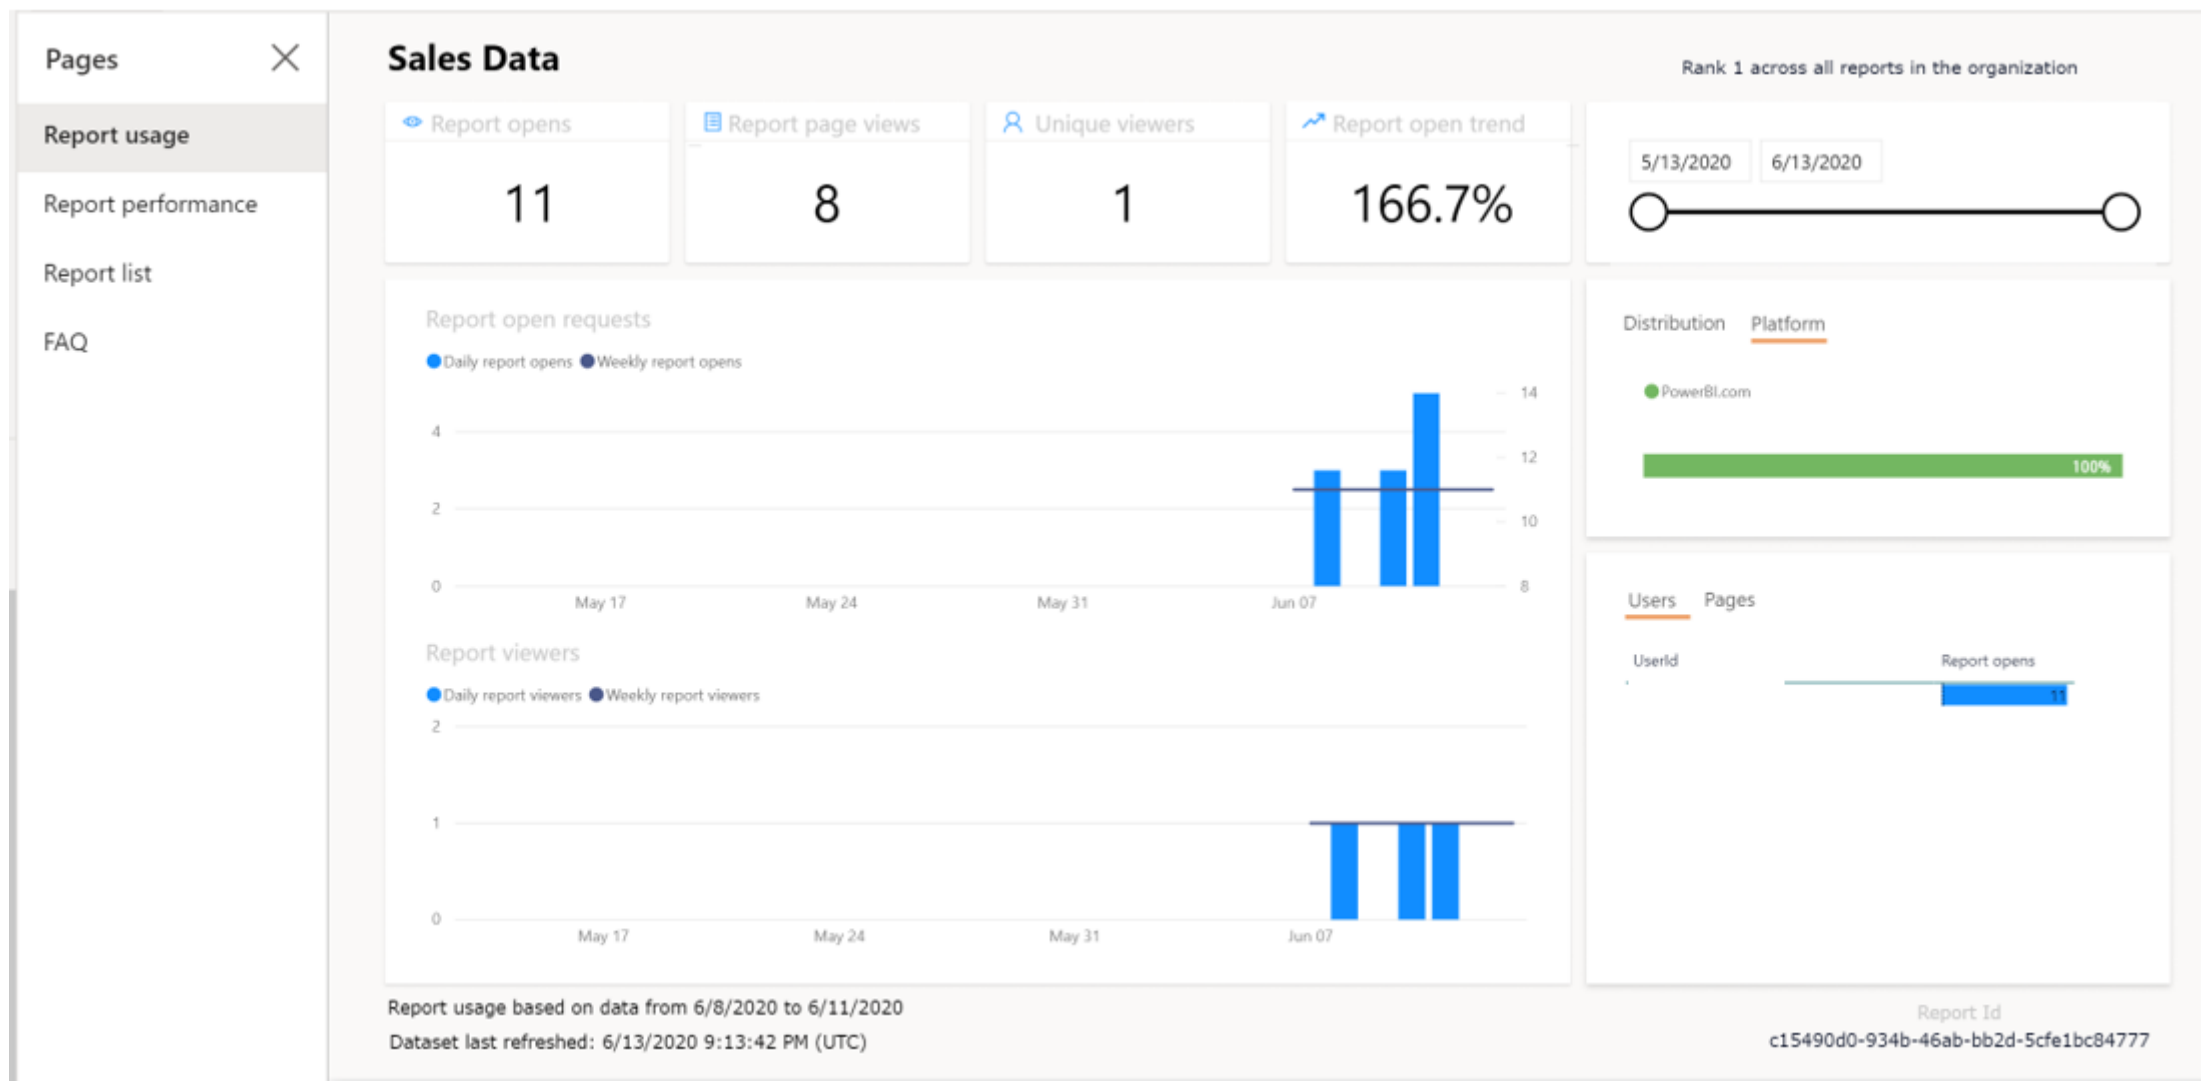 Pages
Report usage
Report performance
Report list
FAQ
Sales Data
Rank 1 across all reports in the organization
Report opens
11
Report page views
8
Unique viewers
1
Report open trend
166.7%
5/13/2020 6/13/2020
Report open requests
Daily report opens Weekly report opens
14
4
12
2
10
0
8
May 17 May 24 May 31 Jun 07
Report viewers
Daily report viewers Weekly report viewers
2
1
0
May 17 May 24 May 31 Jun 07
Distribution Platform
PowerBI.com
100%
Users Pages
UserId Report opens
11
Report usage based on data from 6/8/2020 to 6/11/2020
Dataset last refreshed: 6/13/2020 9:13:42 PM (UTC)
Report Id
c15490d0-934b-46ab-bb2d-5cfe1bc84777